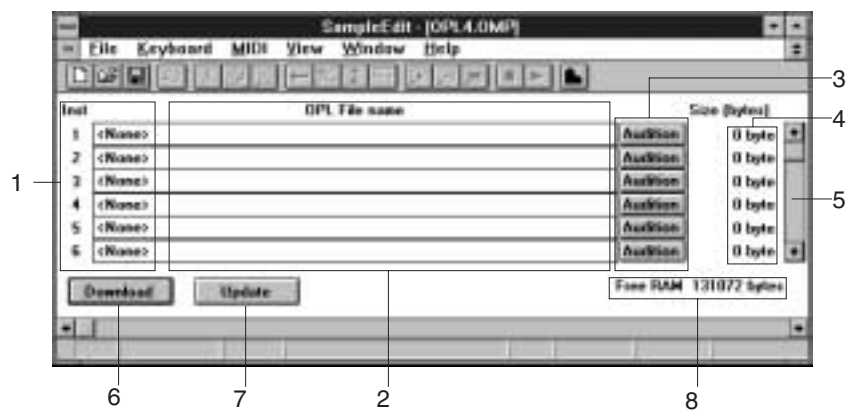 SampleEdit - [OPL4.OMP]
File Keyboard MIDI View Window Help
Inst OPL File name Size (bytes)
1 <None> Audition 0 byte
2 <None> Audition 0 byte
3 <None> Audition 0 byte
4 <None> Audition 0 byte
5 <None> Audition 0 byte
6 <None> Audition 0 byte
Download Update Free RAM 131072 bytes
1
2
3
4
5
6
7
8